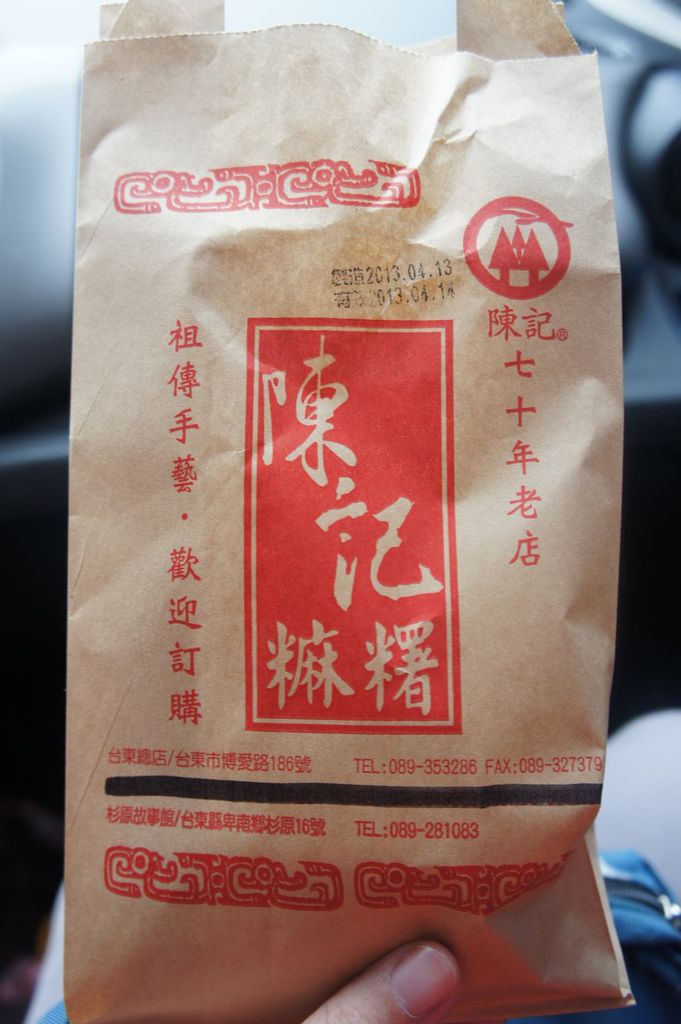 創造2013.04.13
有效2013.04.14
陳記®
七十年老店
陳記
糍糬
祖傳手藝・歡迎訂購
台東總店/台東市博愛路186號 TEL:089-353286 FAX:089-327379
杉原故事館/台東縣卑南鄉杉原16號 TEL:089-281083